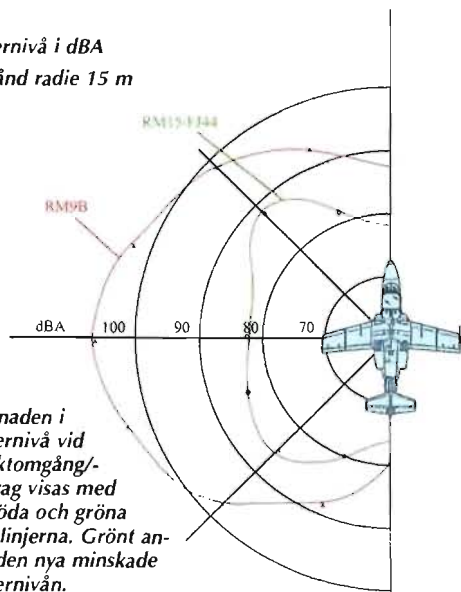 ernivå i dBA
ånd radie 15 m
RM15-FJ44
RM9B
dBA 100 90 80 70
naden i
ernivå vid
ktomgång/-
rag visas med
öda och gröna
linjerna. Grönt an-
den nya minskade
ernivån.